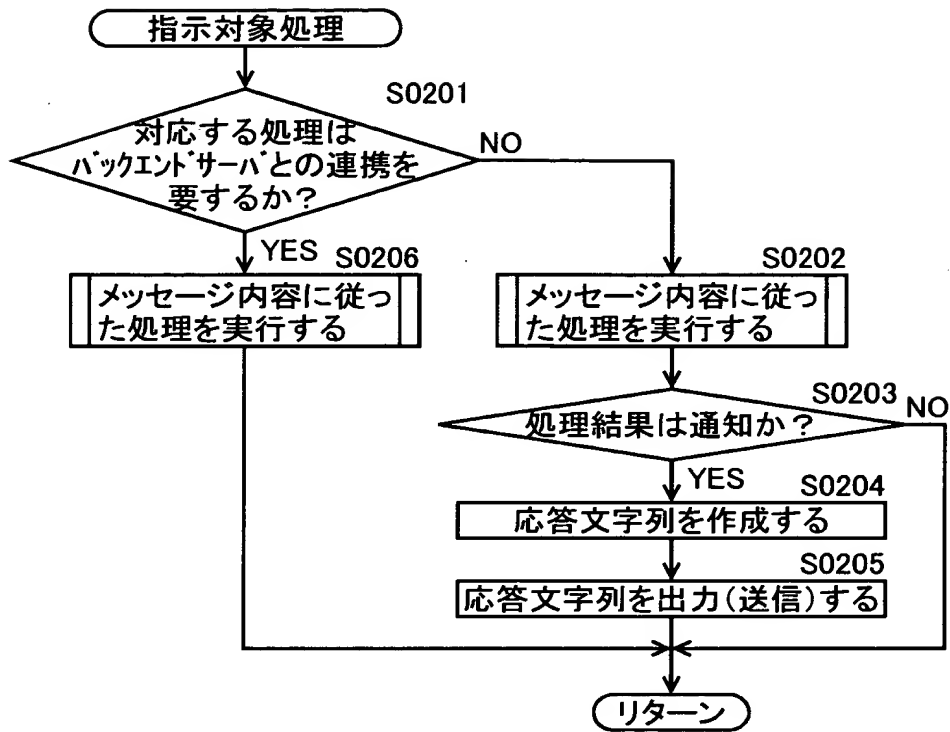 指示対象処理
S0201
対応する処理は
バックエンドサーバとの連携を
要するか?
NO
YES
S0206
メッセージ内容に従っ
た処理を実行する
S0202
メッセージ内容に従っ
た処理を実行する
S0203
処理結果は通知か?
NO
YES
S0204
応答文字列を作成する
S0205
応答文字列を出力(送信)する
リターン